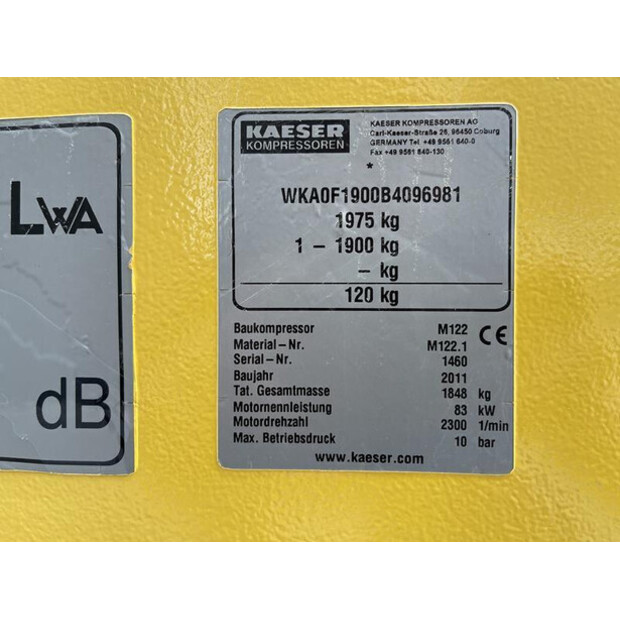 LWA
dB
KAESER
KOMPRESSOREN
KAESER KOMPRESSOREN AG
Carl-Kaeser-Straße 26, 96450 Coburg
GERMANY Tel. +49 9561 640-0
Fax +49 9561 640-130
*
WKA0F1900B4096981
1975 kg
1 – 1900 kg
– kg
120 kg
Baukompressor M122
Material – Nr. M122.1
Serial – Nr. 1460
Baujahr 2011
Tat. Gesamtmasse 1848 kg
Motornennleistung 83 kW
Motordrehzahl 2300 1/min
Max. Betriebsdruck 10 bar
CE
www.kaeser.com